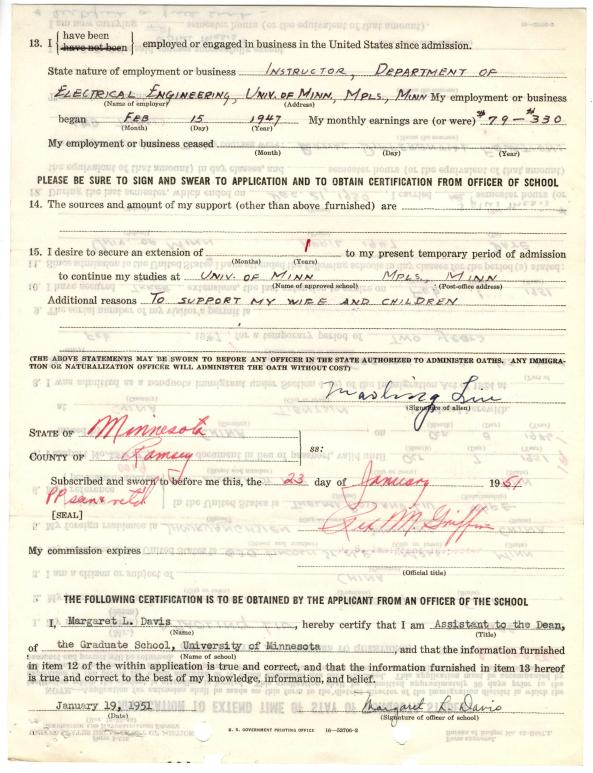 13. I { have been
have not been } employed or engaged in business in the United States since admission.
State nature of employment or business INSTRUCTOR, DEPARTMENT OF
ELECTRICAL ENGINEERING, UNIV. OF MINN, MPLS, MINN My employment or business
(Name of employer) (Address)
began FEB 15 1947 My monthly earnings are (or were) $79-$330
(Month) (Day) (Year)
My employment or business ceased
(Month) (Day) (Year)
PLEASE BE SURE TO SIGN AND SWEAR TO APPLICATION AND TO OBTAIN CERTIFICATION FROM OFFICER OF SCHOOL
14. The sources and amount of my support (other than above furnished) are
15. I desire to secure an extension of 1 to my present temporary period of admission
(Months) (Years)
to continue my studies at UNIV. OF MINN MPLS, MINN
(Name of approved school) (Post-office address)
Additional reasons TO SUPPORT MY WIFE AND CHILDREN
(THE ABOVE STATEMENTS MAY BE SWORN TO BEFORE ANY OFFICER IN THE STATE AUTHORIZED TO ADMINISTER OATHS. ANY IMMIGRA-
TION OR NATURALIZATION OFFICER WILL ADMINISTER THE OATH WITHOUT COST)
Maoling Liu
(Signature of alien)
STATE OF Minnesota
COUNTY OF Ramsey
ss:
Subscribed and sworn to before me this, the 23 day of January 1951
PP seen & retd
[SEAL]
Rex M. Griffin
My commission expires
(Official title)
THE FOLLOWING CERTIFICATION IS TO BE OBTAINED BY THE APPLICANT FROM AN OFFICER OF THE SCHOOL
I, Margaret L. Davis, hereby certify that I am Assistant to the Dean,
(Name) (Title)
of the Graduate School, University of Minnesota, and that the information furnished
(Name of school)
in item 12 of the within application is true and correct, and that the information furnished in item 13 hereof
is true and correct to the best of my knowledge, information, and belief.
January 19, 1951 Margaret L. Davis
(Date) (Signature of officer of school)
U. S. GOVERNMENT PRINTING OFFICE 16-53706-2